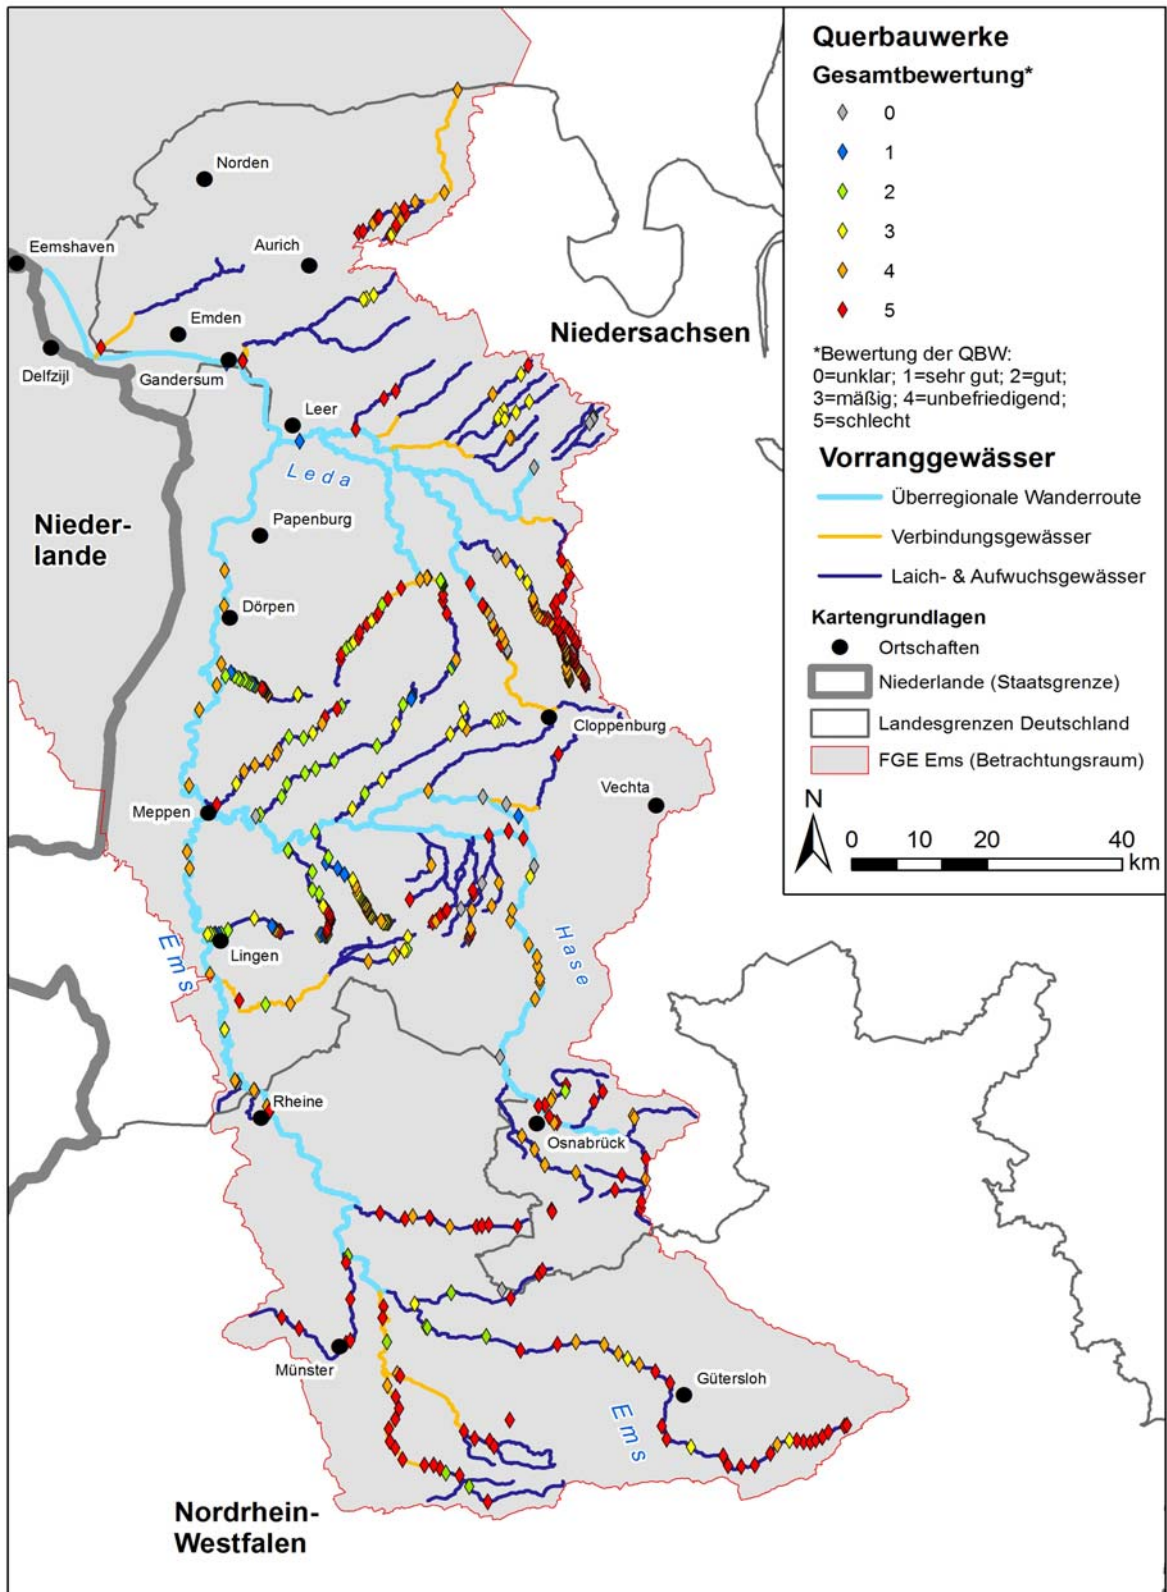 Norden
Eemshaven
Aurich
Emden
Delfzijl
Gandersum
Leer
Leda
Niedersachsen
Nieder-
lande
Papenburg
Dörpen
Cloppenburg
Vechta
Meppen
Lingen
Ems
Hase
Rheine
Osnabrück
Münster
Gütersloh
Ems
Nordrhein-
Westfalen
Querbauwerke
Gesamtbewertung*
0
1
2
3
4
5
*Bewertung der QBW:
0=unklar; 1=sehr gut; 2=gut;
3=mäßig; 4=unbefriedigend;
5=schlecht
Vorranggewässer
Überregionale Wanderroute
Verbindungsgewässer
Laich- & Aufwuchsgewässer
Kartengrundlagen
Ortschaften
Niederlande (Staatsgrenze)
Landesgrenzen Deutschland
FGE Ems (Betrachtungsraum)
N
0 10 20 40
km